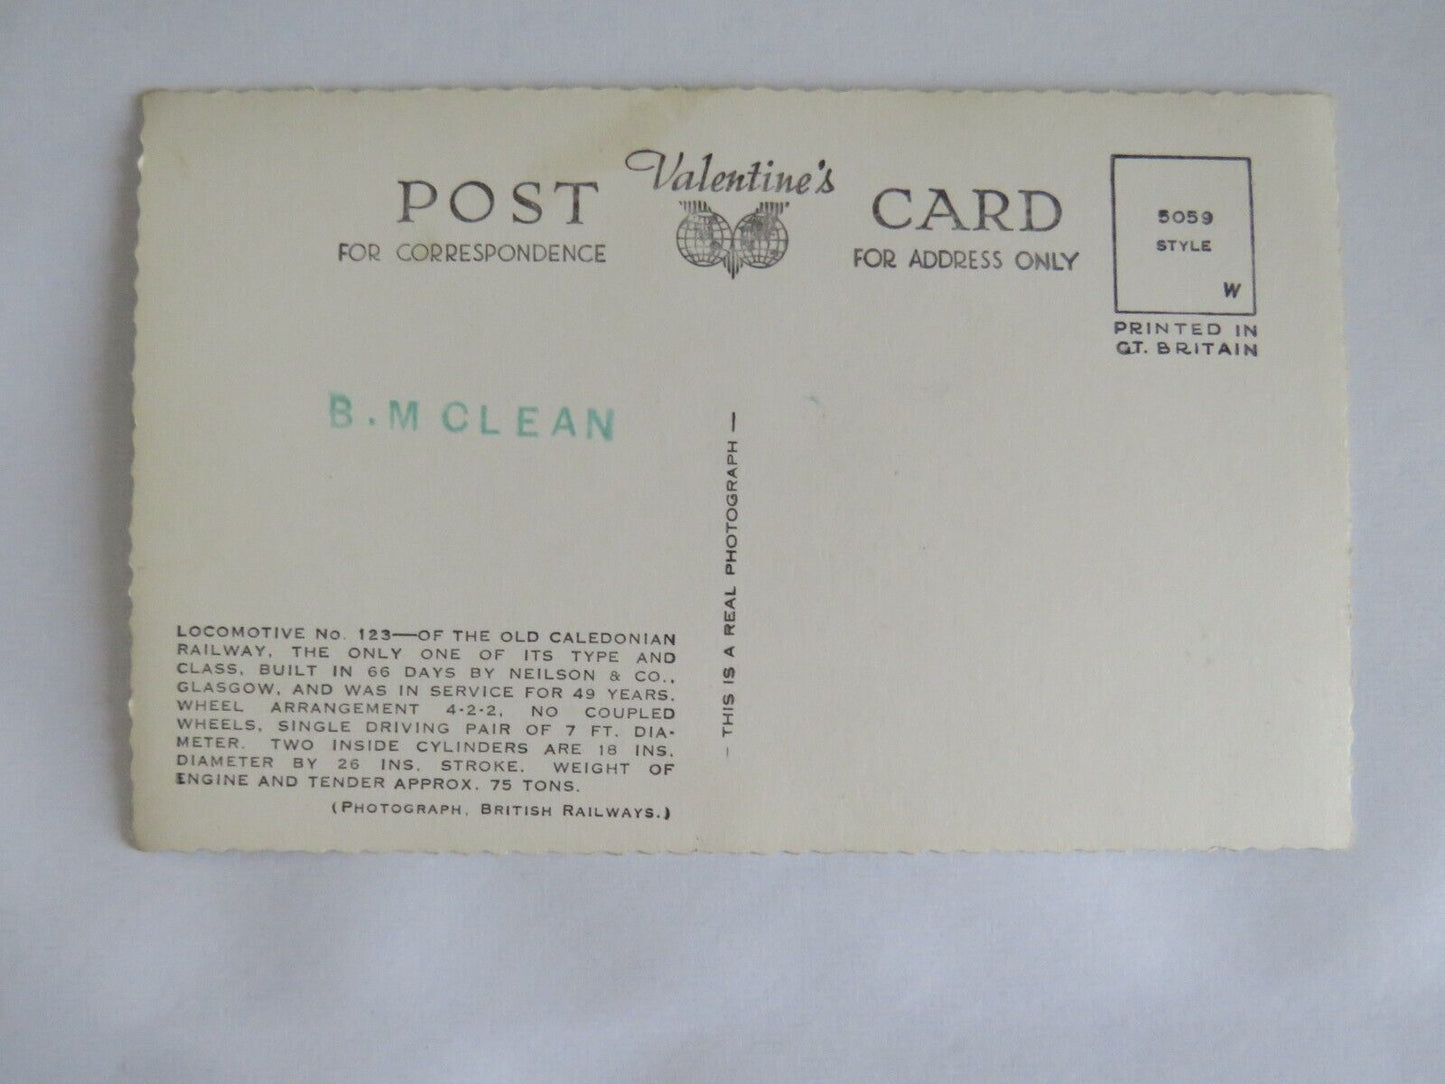 Valentine's
POST CARD
FOR CORRESPONDENCE
FOR ADDRESS ONLY
5059
STYLE
W
PRINTED IN
GT. BRITAIN
B. MCLEAN
— THIS IS A REAL PHOTOGRAPH —
LOCOMOTIVE No. 123—OF THE OLD CALEDONIAN
RAILWAY, THE ONLY ONE OF ITS TYPE AND
CLASS, BUILT IN 66 DAYS BY NEILSON & CO.,
GLASGOW, AND WAS IN SERVICE FOR 49 YEARS.
WHEEL ARRANGEMENT 4-2-2, NO COUPLED
WHEELS, SINGLE DRIVING PAIR OF 7 FT. DIA-
METER. TWO INSIDE CYLINDERS ARE 18 INS.
DIAMETER BY 26 INS. STROKE. WEIGHT OF
ENGINE AND TENDER APPROX. 75 TONS.
(PHOTOGRAPH, BRITISH RAILWAYS.)